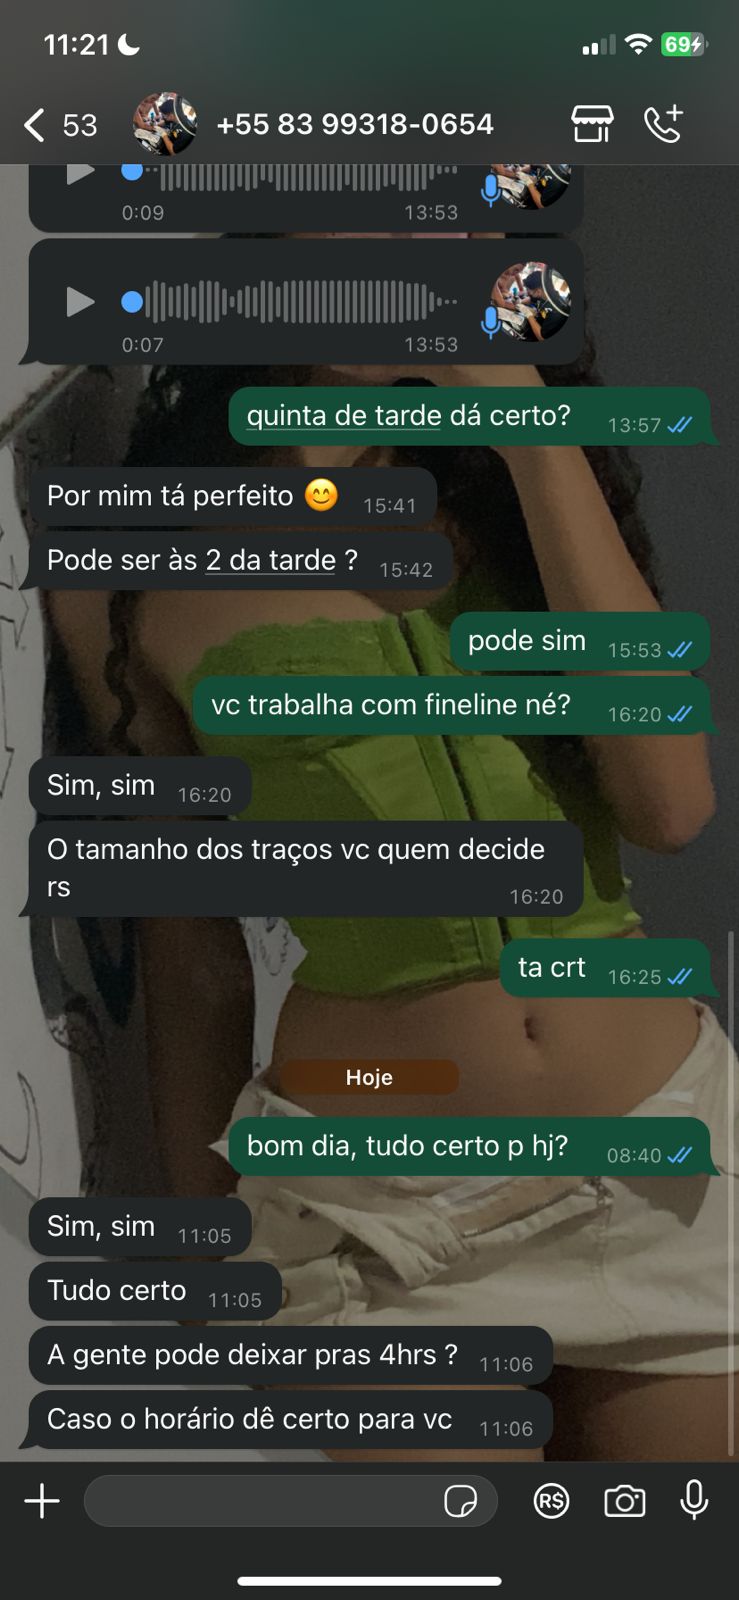 11:21
69
53
+55 83 99318-0654
0:09
13:53
0:07
13:53
quinta de tarde dá certo?
13:57
Por mim tá perfeito 😊
15:41
Pode ser às 2 da tarde ?
15:42
pode sim
15:53
vc trabalha com fineline né?
16:20
Sim, sim
16:20
O tamanho dos traços vc quem decide
rs
16:20
ta crt
16:25
Hoje
bom dia, tudo certo p hj?
08:40
Sim, sim
11:05
Tudo certo
11:05
A gente pode deixar pras 4hrs ?
11:06
Caso o horário dê certo para vc
11:06
R$